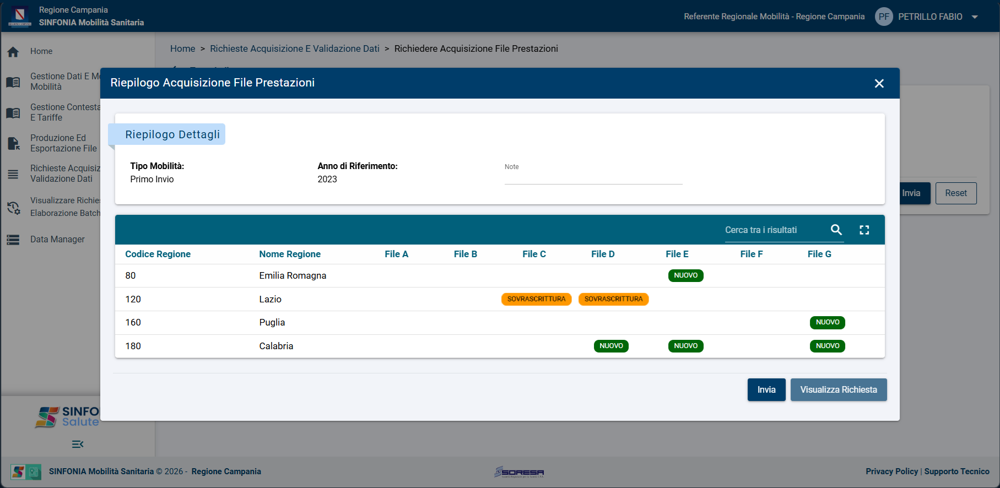 Regione Campania
SINFONIA Mobilità Sanitaria
Referente Regionale Mobilità - Regione Campania
PF
PETRILLO FABIO
Home
Gestione Dati E
Mobilità
Gestione
E Tariffe
Produzione Ed
Esportazione File
Richieste
Validazione Dati
Visualizzare
Elaborazione Batch
Data Manager
SINFO
Salute
Home > Richieste Acquisizione E Validazione Dati > Richiedere Acquisizione File Prestazioni
Invia
Reset
Riepilogo Acquisizione File Prestazioni
Riepilogo Dettagli
Tipo Mobilità:
Primo Invio
Anno di Riferimento:
2023
Note
Cerca tra i risultati
Codice Regione Nome Regione File A File B File C File D File E File F File G
80 Emilia Romagna NUOVO
120 Lazio SOVRASCRITTURA SOVRASCRITTURA
160 Puglia NUOVO
180 Calabria NUOVO NUOVO NUOVO
Invia
Visualizza Richiesta
SINFONIA Mobilità Sanitaria © 2026 - Regione Campania
SORESA
Privacy Policy | Supporto Tecnico